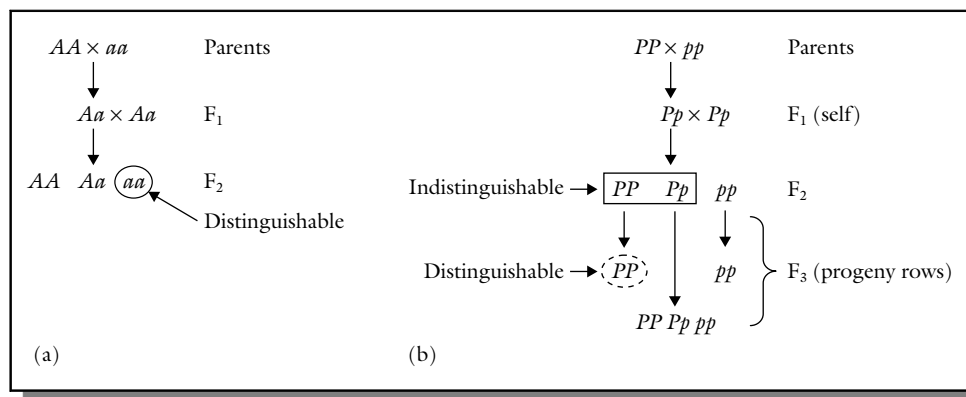 AA × aa Parents
Aa × Aa F₁
AA Aa aa F₂
Distinguishable
(a)
PP × pp Parents
Pp × Pp F₁ (self)
Indistinguishable PP Pp pp F₂
Distinguishable PP pp F₃ (progeny rows)
PP Pp pp
(b)